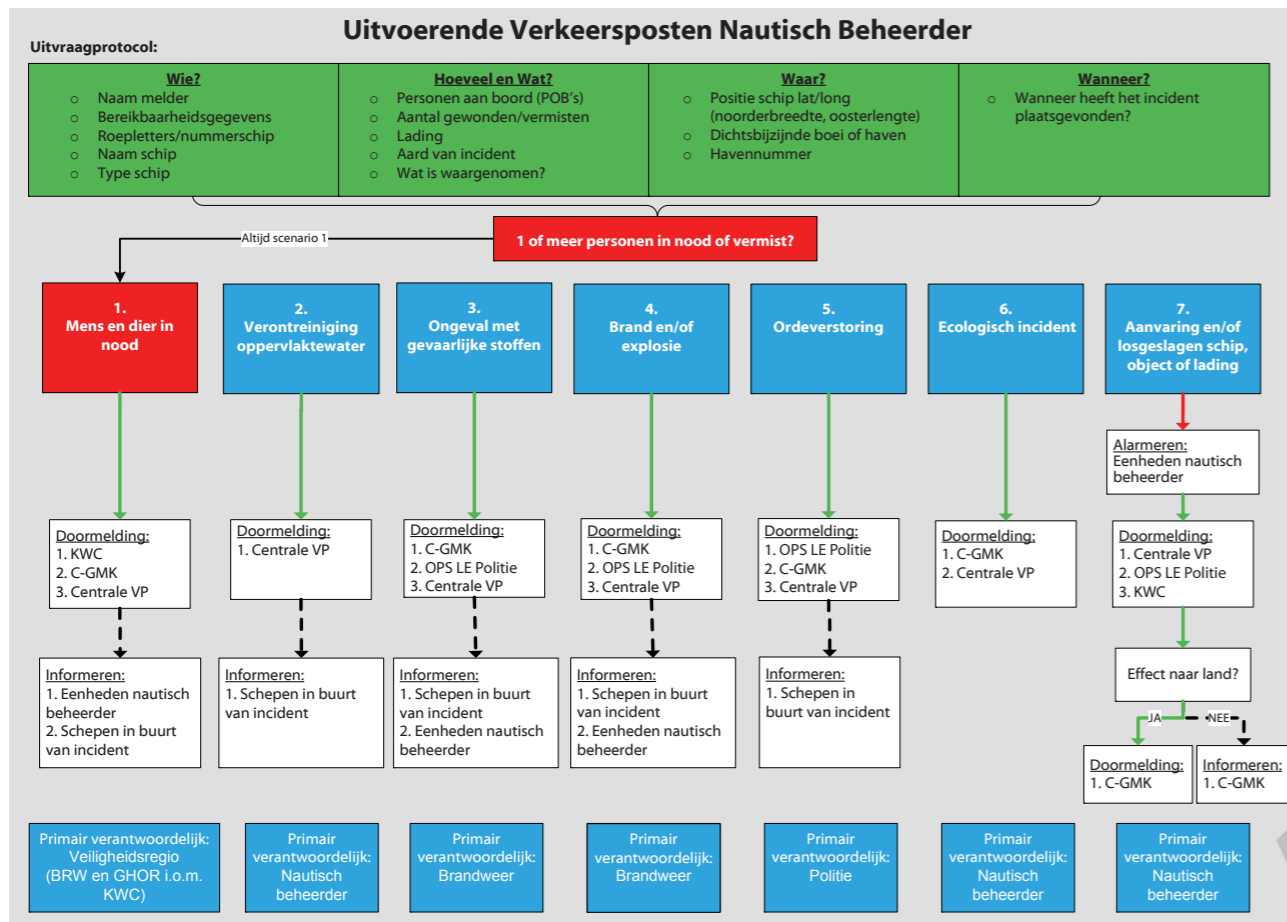 Uitvoerende Verkeersposten Nautisch Beheerder
Uitvraagprotocol:
Wie?
o Naam melder
o Bereikbaarheidsgegevens
o Roepletters/nummerschip
o Naam schip
o Type schip
Hoeveel en Wat?
o Personen aan boord (POB's)
o Aantal gewonden/vermisten
o Lading
o Aard van incident
o Wat is waargenomen?
Waar?
o Positie schip lat/long
(noorderbreedte, oosterlengte)
o Dichtsbijzijnde boei of haven
o Havennummer
Wanneer?
o Wanneer heeft het incident
plaatsgevonden?
Altijd scenario 1
1 of meer personen in nood of vermist?
1.
Mens en dier in
nood
2.
Verontreiniging
oppervlaktewater
3.
Ongeval met
gevaarlijke stoffen
4.
Brand en/of
explosie
5.
Ordeverstoring
6.
Ecologisch incident
7.
Aanvaring en/of
losgeslagen schip,
object of lading
Alarmeren:
Eenheden nautisch
beheerder
Doormelding:
1. KWC
2. C-GMK
3. Centrale VP
Doormelding:
1. Centrale VP
Doormelding:
1. C-GMK
2. OPS LE Politie
3. Centrale VP
Doormelding:
1. C-GMK
2. OPS LE Politie
3. Centrale VP
Doormelding:
1. OPS LE Politie
2. C-GMK
3. Centrale VP
Doormelding:
1. C-GMK
2. Centrale VP
Doormelding:
1. Centrale VP
2. OPS LE Politie
3. KWC
Informeren:
1. Eenheden nautisch
beheerder
2. Schepen in buurt
van incident
Informeren:
1. Schepen in buurt
van incident
Informeren:
1. Schepen in buurt
van incident
2. Eenheden nautisch
beheerder
Informeren:
1. Schepen in buurt
van incident
2. Eenheden nautisch
beheerder
Informeren:
1. Schepen in
buurt van incident
Effect naar land?
JA
NEE
Doormelding:
1. C-GMK
Informeren:
1. C-GMK
Primair verantwoordelijk:
Veiligheidsregio
(BRW en GHOR i.o.m.
KWC)
Primair
verantwoordelijk:
Nautisch
beheerder
Primair
verantwoordelijk:
Brandweer
Primair
verantwoordelijk:
Brandweer
Primair
verantwoordelijk:
Politie
Primair
verantwoordelijk:
Nautisch
beheerder
Primair
verantwoordelijk:
Nautisch
beheerder